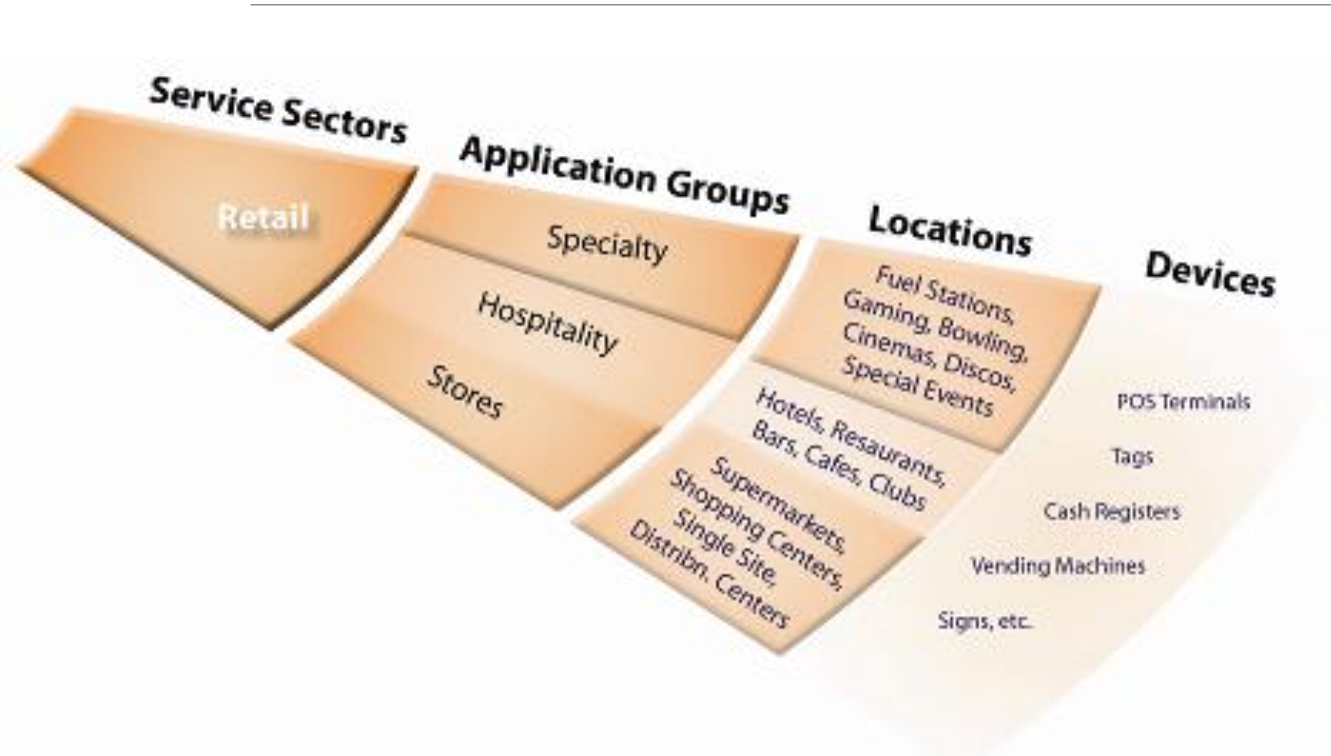 Service Sectors
Application Groups
Locations
Devices
Retail
Specialty
Hospitality
Stores
Fuel Stations,
Gaming, Bowling,
Cinemas, Discos,
Special Events
Hotels, Resaurants,
Bars, Cafes, Clubs
Supermarkets,
Shopping Centers,
Single Site,
Distribn. Centers
POS Terminals
Tags
Cash Registers
Vending Machines
Signs, etc.